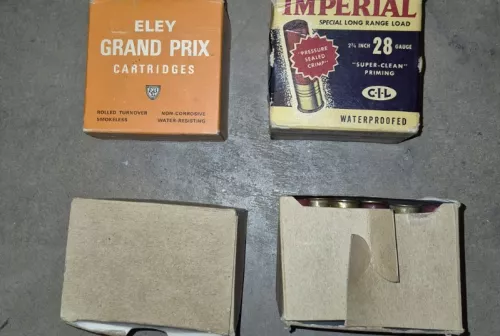 ELEY
GRAND PRIX
CARTRIDGES
ROLLED TURNOVER
SMOKELESS
NON-CORROSIVE
WATER-RESISTING
IMPERIAL
SPECIAL LONG RANGE LOAD
"PRESSURE
SEALED
CRIMP"
2¾ INCH 28 GAUGE
"SUPER-CLEAN"
PRIMING
C-I-L
WATERPROOFED